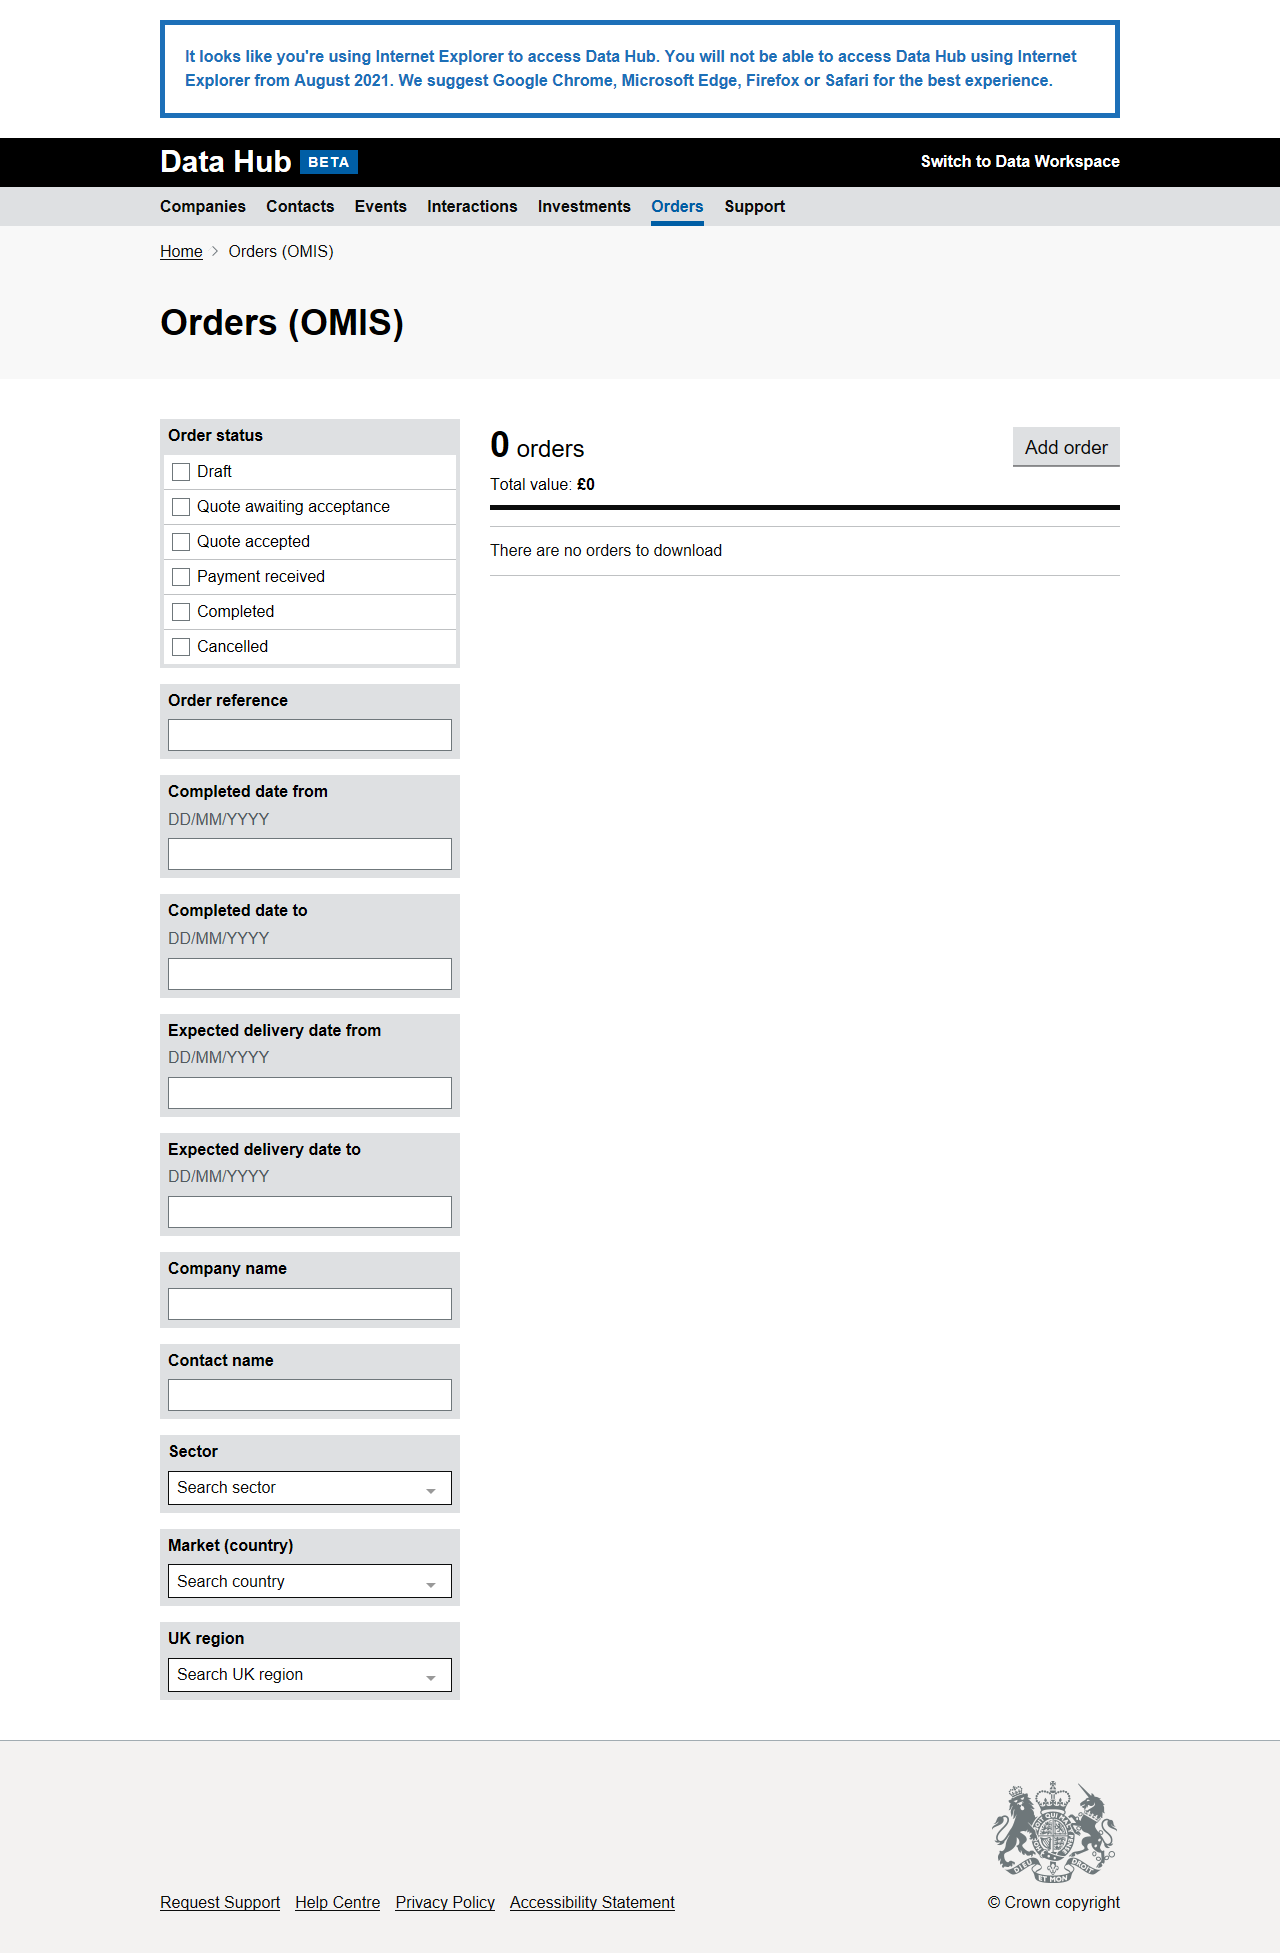 It looks like you're using Internet Explorer to access Data Hub. You will not be able to access Data Hub using Internet
Explorer from August 2021. We suggest Google Chrome, Microsoft Edge, Firefox or Safari for the best experience.
Data Hub BETA
Switch to Data Workspace
Companies Contacts Events Interactions Investments Orders Support
Home Orders (OMIS)
Orders (OMIS)
Order status
Draft
Quote awaiting acceptance
Quote accepted
Payment received
Completed
Cancelled
Order reference
Completed date from
DD/MM/YYYY
Completed date to
DD/MM/YYYY
Expected delivery date from
DD/MM/YYYY
Expected delivery date to
DD/MM/YYYY
Company name
Contact name
Sector
Search sector
Market (country)
Search country
UK region
Search UK region
0 orders
Add order
Total value: £0
There are no orders to download
DIEU ET MON DROIT
Request Support Help Centre Privacy Policy Accessibility Statement
© Crown copyright